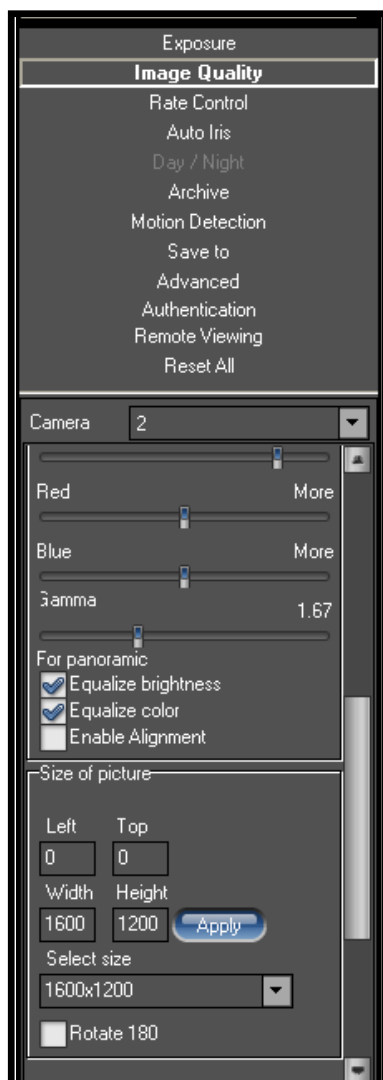 Exposure
Image Quality
Rate Control
Auto Iris
Day / Night
Archive
Motion Detection
Save to
Advanced
Authentication
Remote Viewing
Reset All
Camera 2
Red More
Blue More
Gamma 1.67
For panoramic
Equalize brightness
Equalize color
Enable Alignment
Size of picture
Left Top
0 0
Width Height
1600 1200 Apply
Select size
1600x1200
Rotate 180